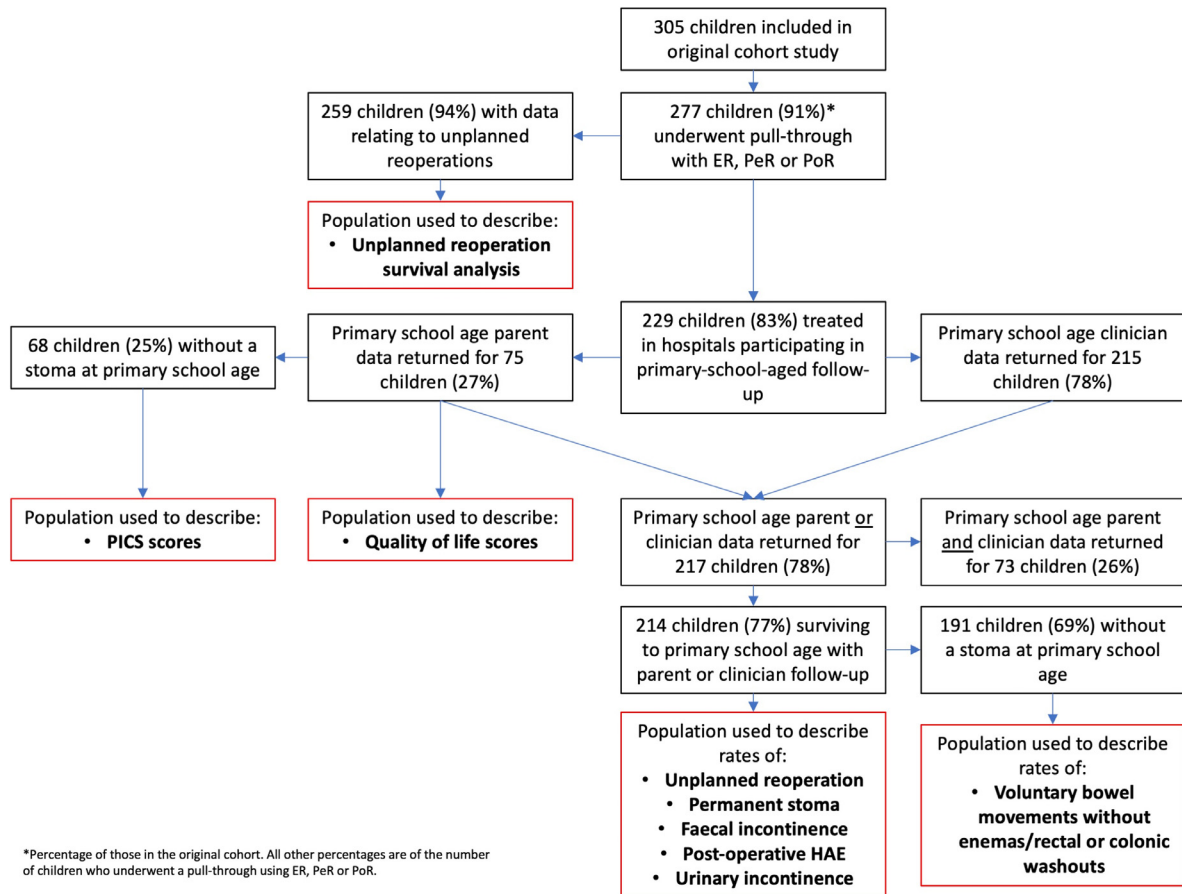 305 children included in
original cohort study
259 children (94%) with data
relating to unplanned
reoperations
277 children (91%)*
underwent pull-through
with ER, PeR or PoR
Population used to describe:
• Unplanned reoperation
survival analysis
68 children (25%) without a
stoma at primary school age
Primary school age parent
data returned for 75
children (27%)
229 children (83%) treated
in hospitals participating in
primary-school-aged follow-
up
Primary school age clinician
data returned for 215
children (78%)
Population used to describe:
• PICS scores
Population used to describe:
• Quality of life scores
Primary school age parent or
clinician data returned for
217 children (78%)
Primary school age parent
and clinician data returned
for 73 children (26%)
214 children (77%) surviving
to primary school age with
parent or clinician follow-up
191 children (69%) without
a stoma at primary school
age
Population used to describe
rates of:
• Unplanned reoperation
• Permanent stoma
• Faecal incontinence
• Post-operative HAE
• Urinary incontinence
Population used to describe
rates of:
• Voluntary bowel
movements without
enemas/rectal or colonic
washouts
*Percentage of those in the original cohort. All other percentages are of the number
of children who underwent a pull-through using ER, PeR or PoR.